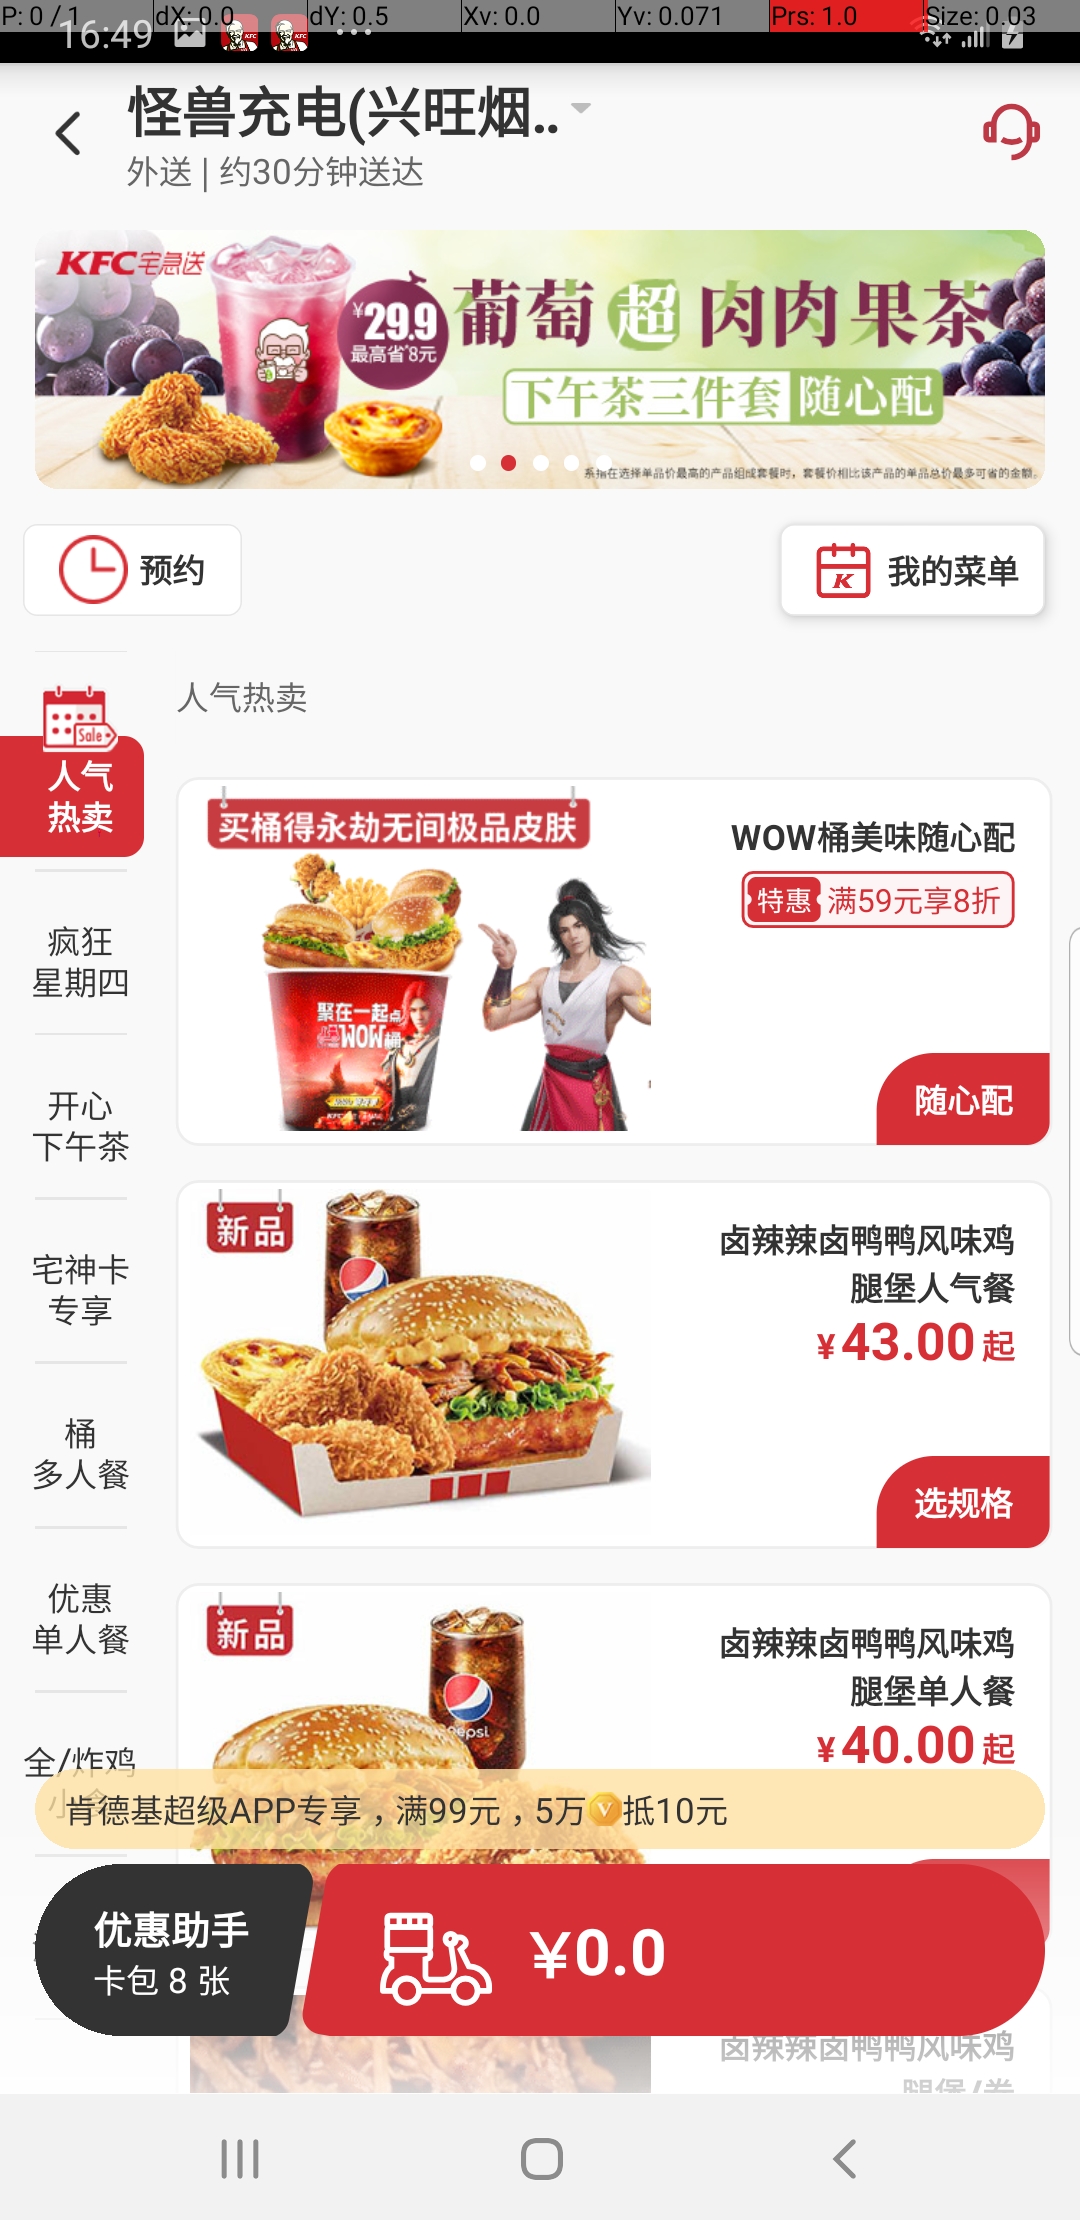 P: 0 / 1 dX: 0.0 dY: 0.5 Xv: 0.0 Yv: 0.071 Prs: 1.0 Size: 0.03
16:49
怪兽充电(兴旺烟..
外送 | 约30分钟送达
KFC宅急送
¥29.9
最高省*8元
葡萄超肉肉果茶
下午茶三件套 随心配
系指在选择单品价最高的产品组成套餐时，套餐价相比该产品的单品总价最多可省的金额。
预约
我的菜单
Sale
人气
热卖
疯狂
星期四
开心
下午茶
宅神卡
专享
桶
多人餐
优惠
单人餐
全/炸鸡
人气热卖
买桶得永劫无间极品皮肤
聚在一起点
WOW桶
WOW桶美味随心配
特惠 满59元享8折
随心配
新品
卤辣辣卤鸭鸭风味鸡
腿堡人气餐
¥43.00起
选规格
新品
pepsi
卤辣辣卤鸭鸭风味鸡
腿堡单人餐
¥40.00起
肯德基超级APP专享，满99元，5万V抵10元
优惠助手
卡包 8 张
¥0.0
卤辣辣卤鸭鸭风味鸡
腿堡/卷